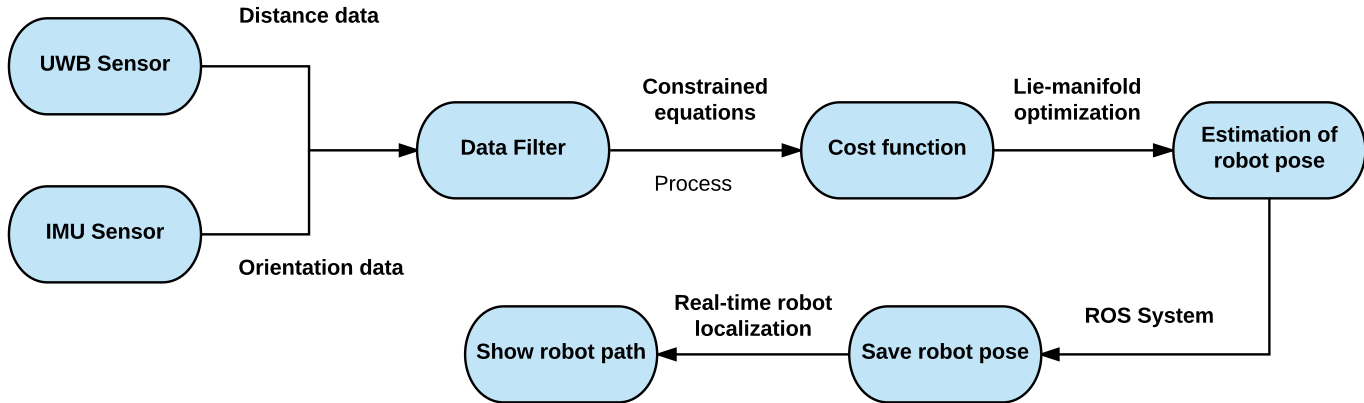 Distance data
UWB Sensor
IMU Sensor
Orientation data
Data Filter
Constrained
equations
Process
Cost function
Lie-manifold
optimization
Estimation of
robot pose
ROS System
Save robot pose
Real-time robot
localization
Show robot path